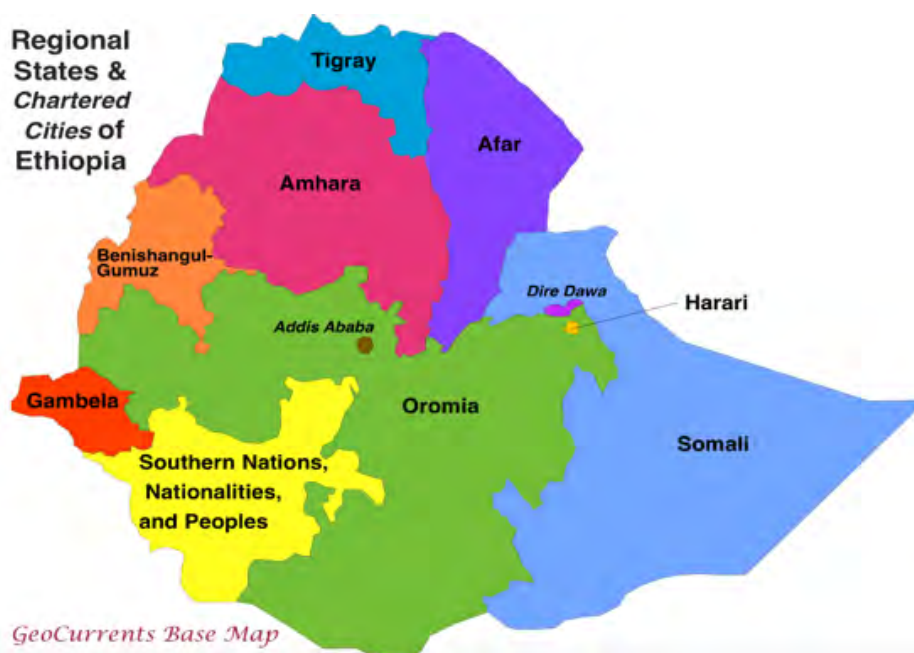 Regional
States &
Chartered
Cities of
Ethiopia
Tigray
Afar
Amhara
Benishangul-
Gumuz
Dire Dawa
Harari
Addis Ababa
Gambela
Oromia
Somali
Southern Nations,
Nationalities,
and Peoples
GeoCurrents Base Map